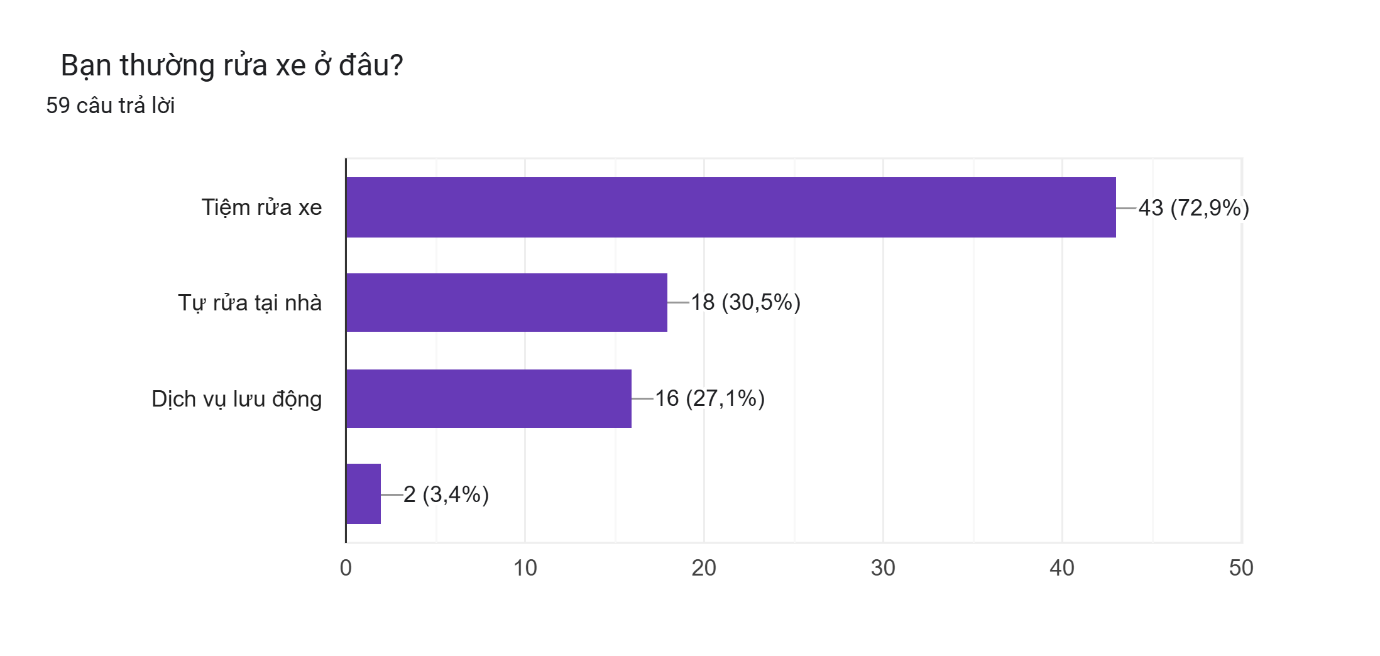 Bạn thường rửa xe ở đâu?
59 câu trả lời
Tiệm rửa xe
43 (72,9%)
Tự rửa tại nhà
18 (30,5%)
Dịch vụ lưu động
16 (27,1%)
2 (3,4%)
0 10 20 30 40 50